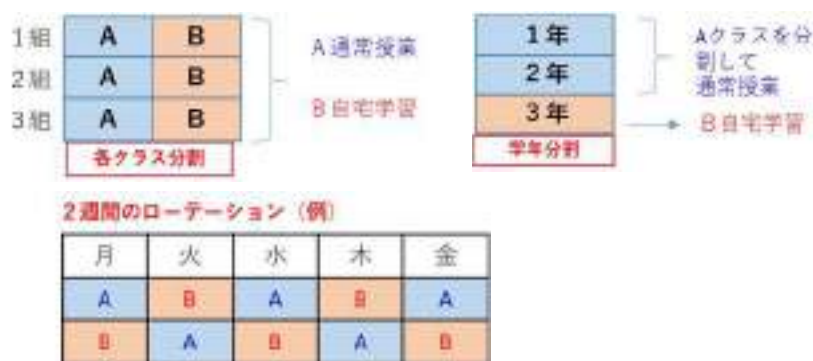 1組 A B
2組 A B
3組 A B
A通常授業
B自宅学習
各クラス分割
1年
2年
3年
Aクラスを分
割して
通常授業
B自宅学習
学年分割
2週間のローテーション（例）
月 火 水 木 金
A B A B A
B A B A B